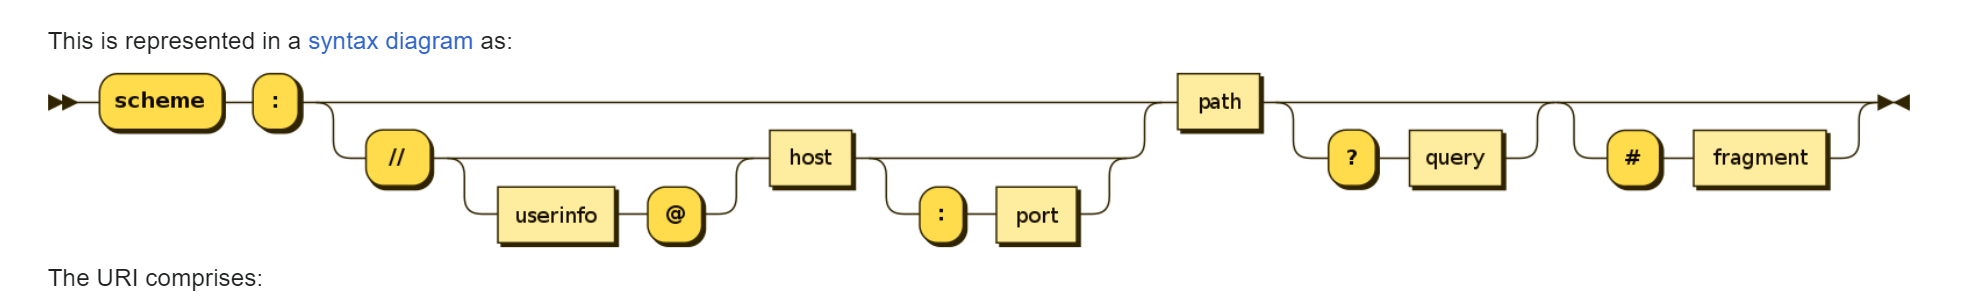 This is represented in a syntax diagram as:
scheme : path
// host ? query # fragment
userinfo @ : port
The URI comprises: